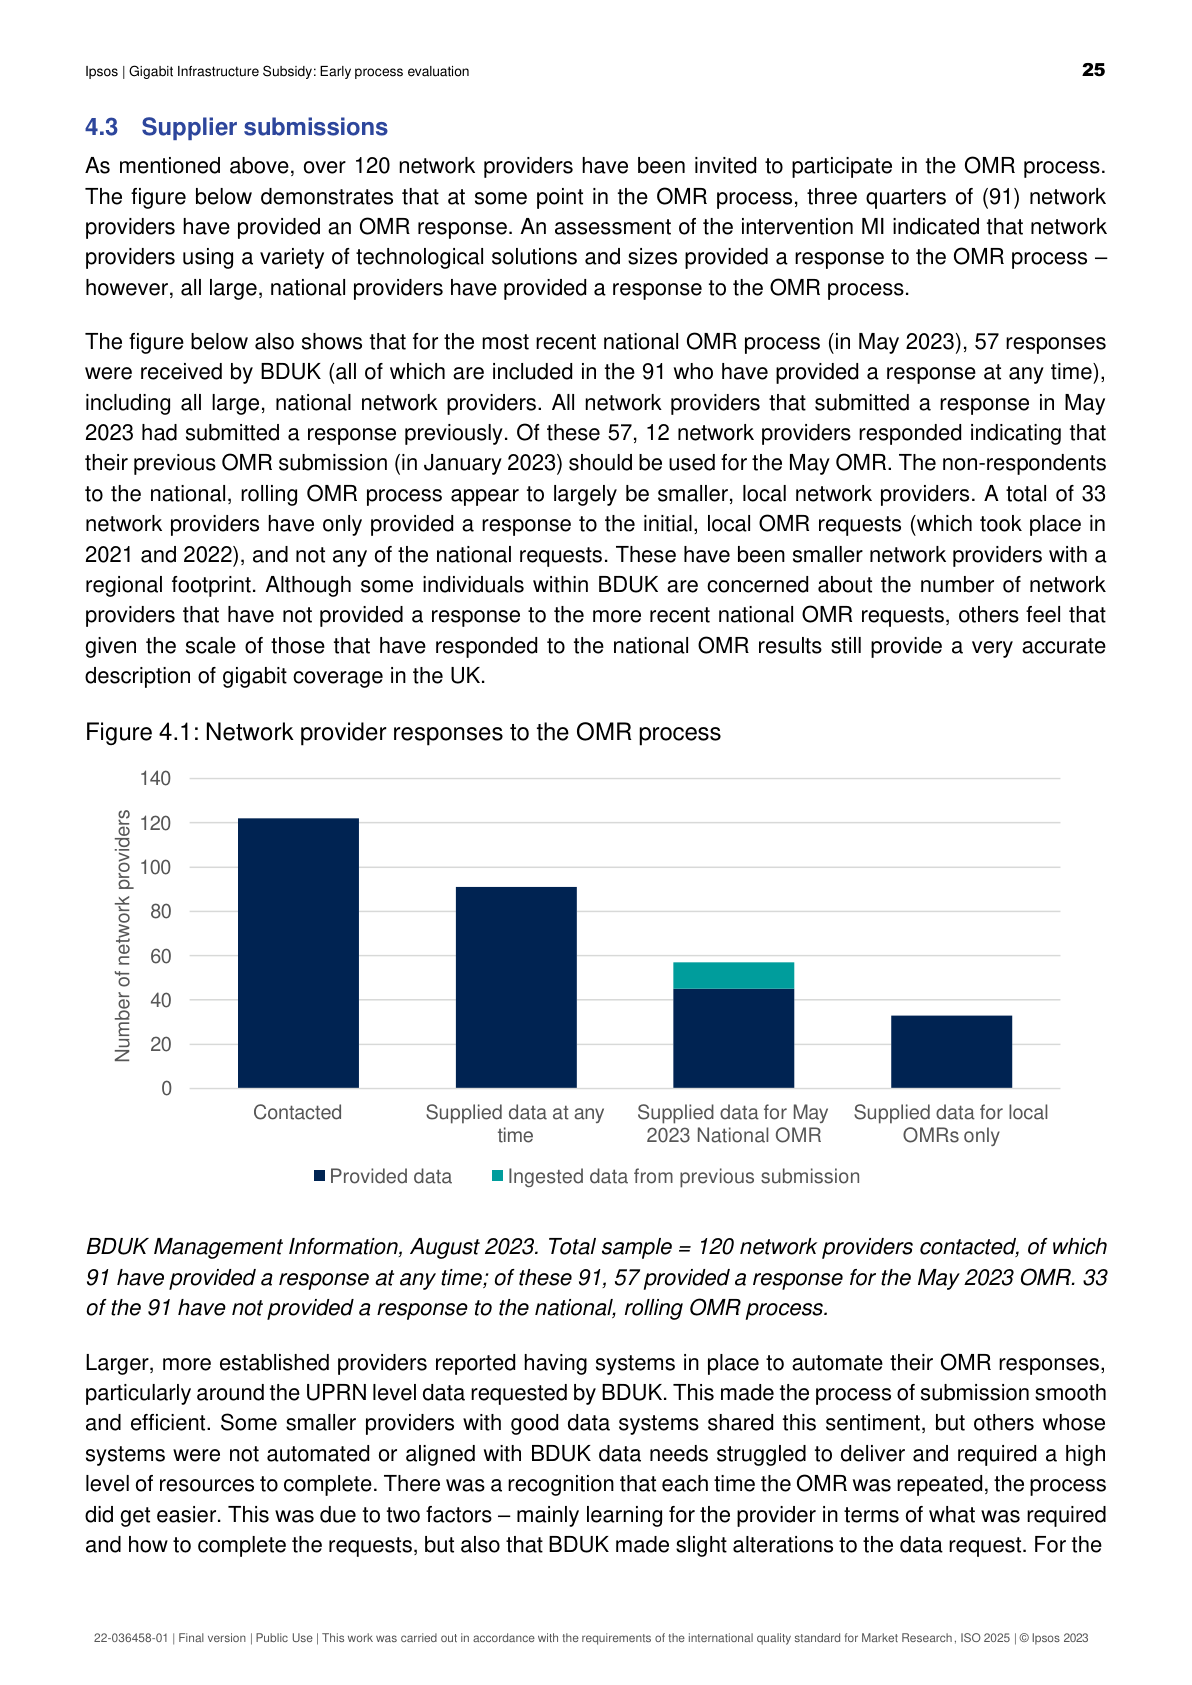 Ipsos | Gigabit Infrastructure Subsidy: Early process evaluation
25
4.3 Supplier submissions
As mentioned above, over 120 network providers have been invited to participate in the OMR process.
The figure below demonstrates that at some point in the OMR process, three quarters of (91) network
providers have provided an OMR response. An assessment of the intervention MI indicated that network
providers using a variety of technological solutions and sizes provided a response to the OMR process –
however, all large, national providers have provided a response to the OMR process.
The figure below also shows that for the most recent national OMR process (in May 2023), 57 responses
were received by BDUK (all of which are included in the 91 who have provided a response at any time),
including all large, national network providers. All network providers that submitted a response in May
2023 had submitted a response previously. Of these 57, 12 network providers responded indicating that
their previous OMR submission (in January 2023) should be used for the May OMR. The non-respondents
to the national, rolling OMR process appear to largely be smaller, local network providers. A total of 33
network providers have only provided a response to the initial, local OMR requests (which took place in
2021 and 2022), and not any of the national requests. These have been smaller network providers with a
regional footprint. Although some individuals within BDUK are concerned about the number of network
providers that have not provided a response to the more recent national OMR requests, others feel that
given the scale of those that have responded to the national OMR results still provide a very accurate
description of gigabit coverage in the UK.
Figure 4.1: Network provider responses to the OMR process
Number of network providers
140
120
100
80
60
40
20
0
Contacted
Supplied data at any
time
Supplied data for May
2023 National OMR
Supplied data for local
OMRs only
Provided data
Ingested data from previous submission
BDUK Management Information, August 2023. Total sample = 120 network providers contacted, of which
91 have provided a response at any time; of these 91, 57 provided a response for the May 2023 OMR. 33
of the 91 have not provided a response to the national, rolling OMR process.
Larger, more established providers reported having systems in place to automate their OMR responses,
particularly around the UPRN level data requested by BDUK. This made the process of submission smooth
and efficient. Some smaller providers with good data systems shared this sentiment, but others whose
systems were not automated or aligned with BDUK data needs struggled to deliver and required a high
level of resources to complete. There was a recognition that each time the OMR was repeated, the process
did get easier. This was due to two factors – mainly learning for the provider in terms of what was required
and how to complete the requests, but also that BDUK made slight alterations to the data request. For the
22-036458-01 | Final version | Public Use | This work was carried out in accordance with the requirements of the international quality standard for Market Research, ISO 2025 | © Ipsos 2023